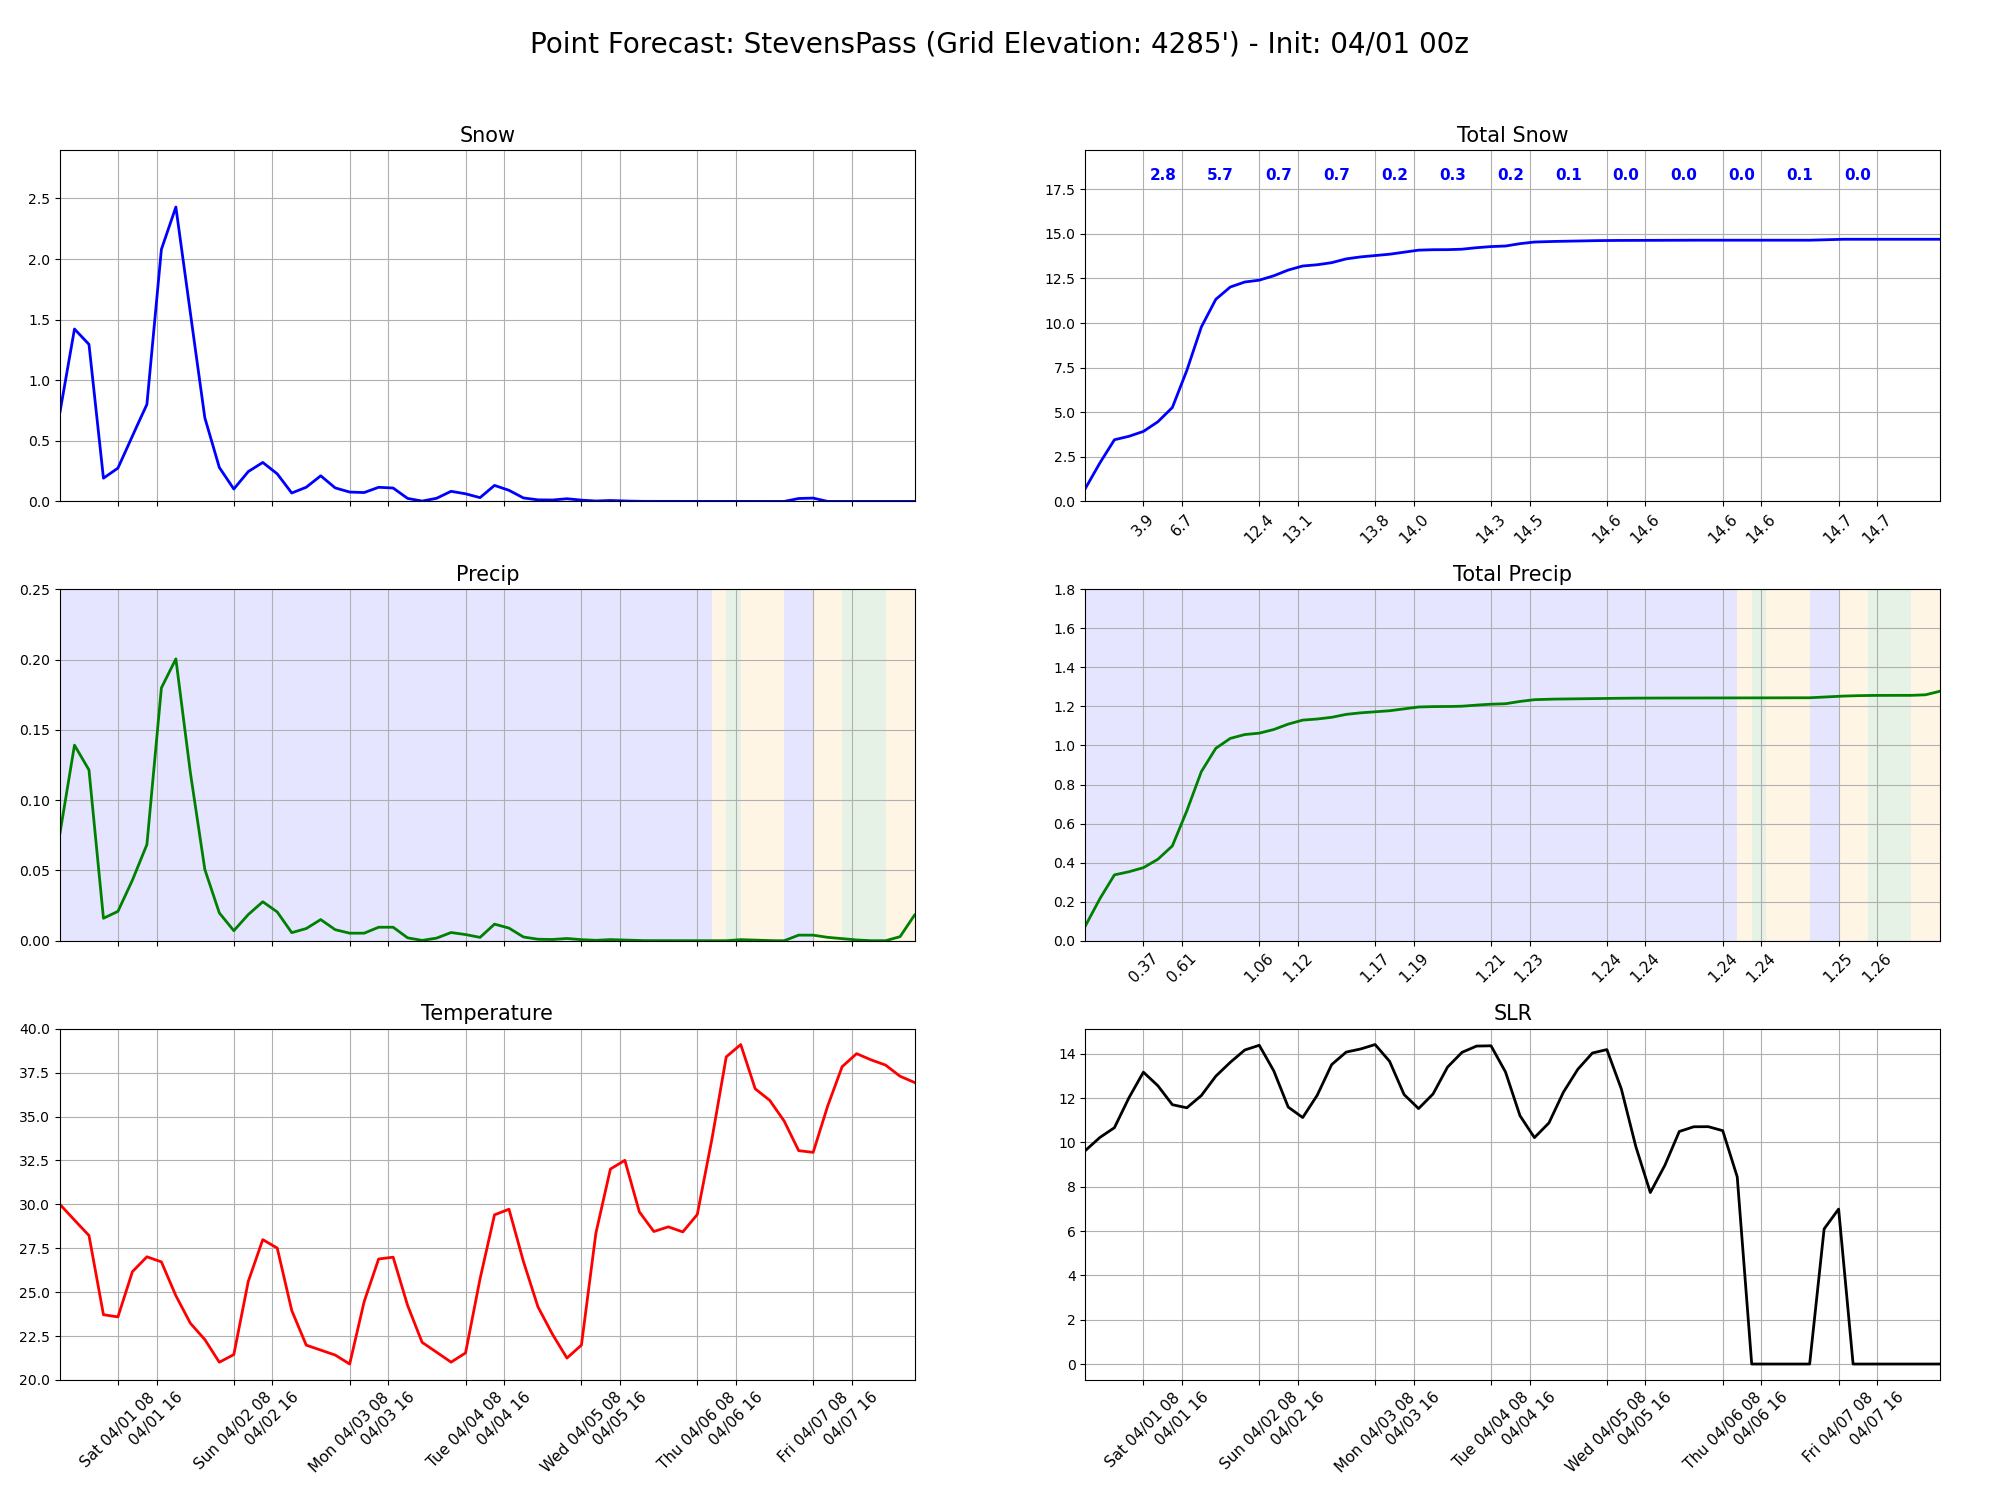 Point Forecast: StevensPass (Grid Elevation: 4285') - Init: 04/01 00z
Snow
2.5
2.0
1.5
1.0
0.5
0.0
Total Snow
2.8 5.7 0.7 0.7 0.2 0.3 0.2 0.1 0.0 0.0 0.0 0.1 0.0
17.5
15.0
12.5
10.0
7.5
5.0
2.5
0.0
3.9 6.7 12.4 13.1 13.8 14.0 14.3 14.5 14.6 14.6 14.6 14.6 14.7 14.7
Precip
0.25
0.20
0.15
0.10
0.05
0.00
Total Precip
1.8
1.6
1.4
1.2
1.0
0.8
0.6
0.4
0.2
0.0
0.37 0.61 1.06 1.12 1.17 1.19 1.21 1.23 1.24 1.24 1.24 1.24 1.25 1.26
Temperature
40.0
37.5
35.0
32.5
30.0
27.5
25.0
22.5
20.0
Sat 04/01 08
04/01 16
Sun 04/02 08
04/02 16
Mon 04/03 08
04/03 16
Tue 04/04 08
04/04 16
Wed 04/05 08
04/05 16
Thu 04/06 08
04/06 16
Fri 04/07 08
04/07 16
SLR
14
12
10
8
6
4
2
0
Sat 04/01 08
04/01 16
Sun 04/02 08
04/02 16
Mon 04/03 08
04/03 16
Tue 04/04 08
04/04 16
Wed 04/05 08
04/05 16
Thu 04/06 08
04/06 16
Fri 04/07 08
04/07 16